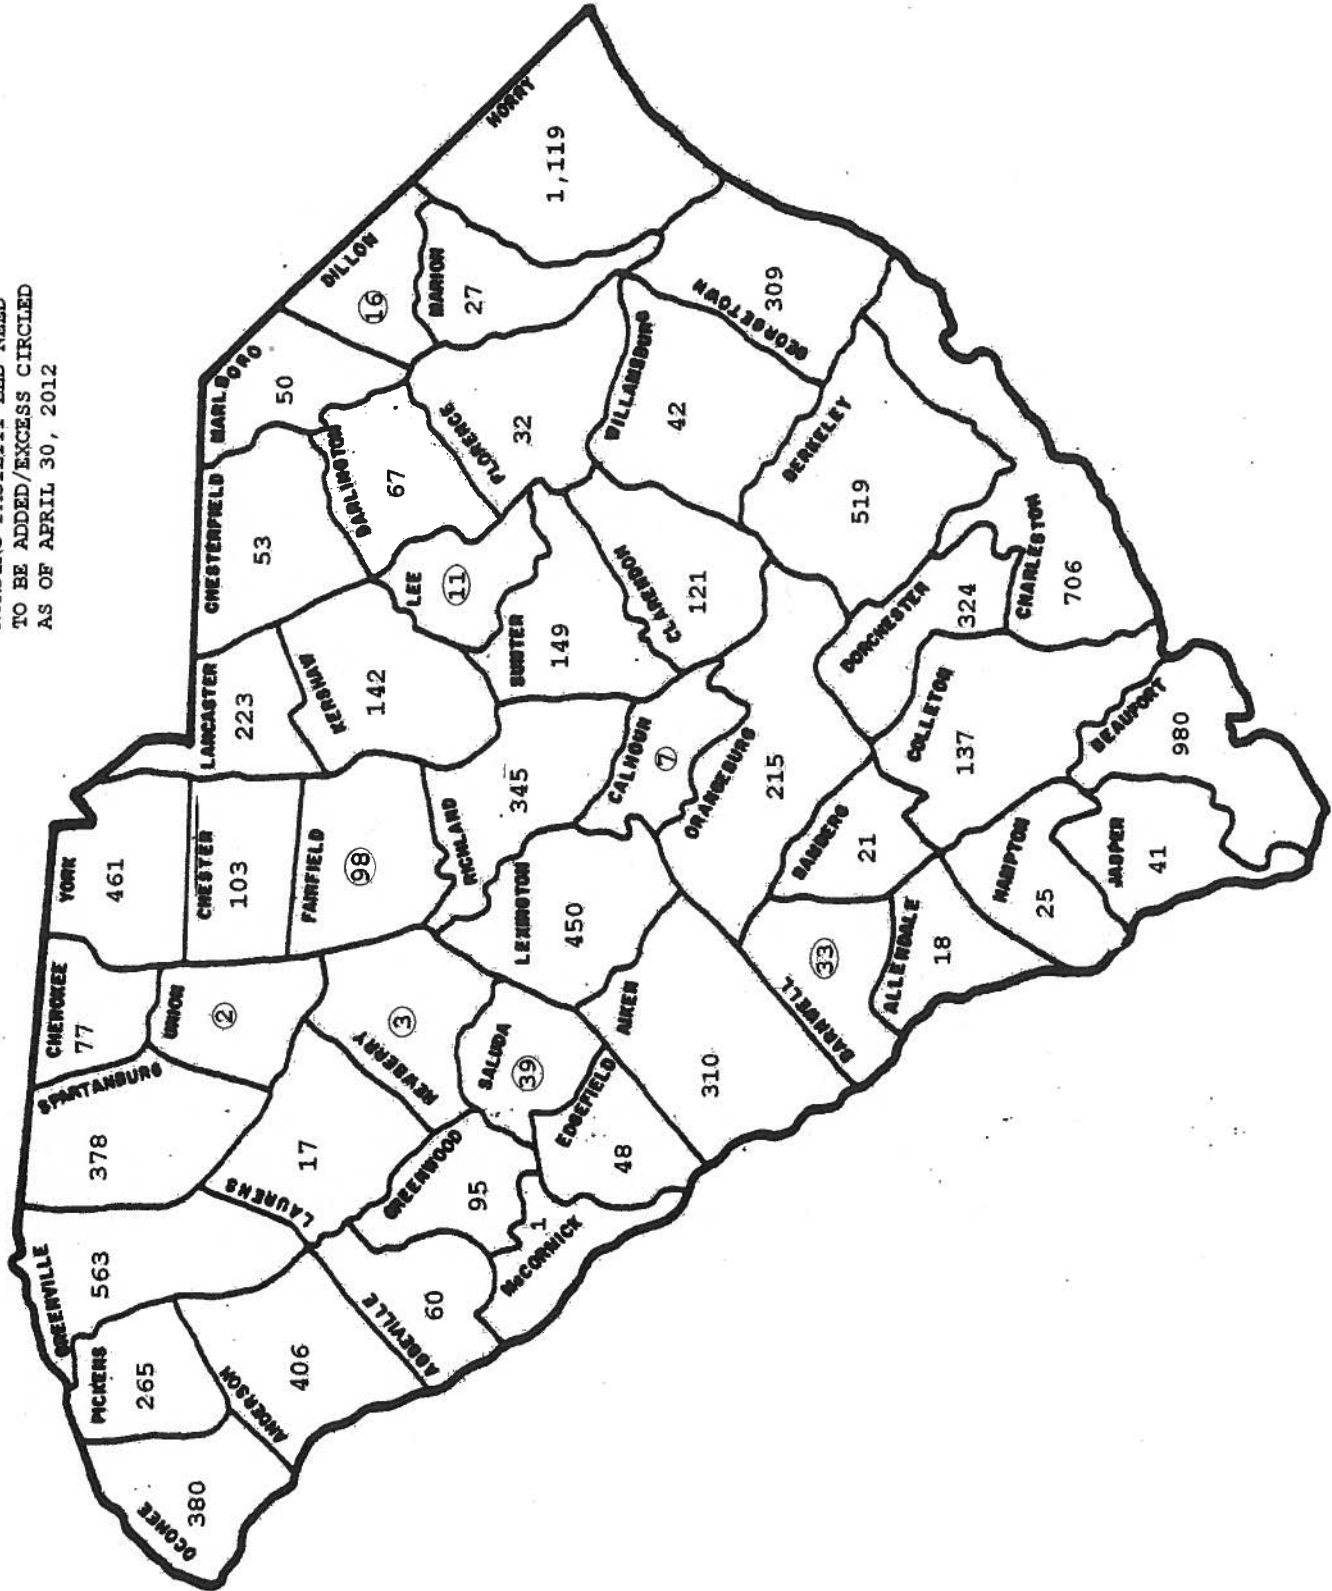 NURSING FACILITY BED NEED
TO BE ADDED/EXCESS CIRCLED
AS OF APRIL 30, 2012
OCONEE
380
PICKENS
265
GREENVILLE
563
ANDERSON
406
SPARTANBURG
378
CHEROKEE
77
YORK
461
UNION
2
CHESTER
103
LANCASTER
223
CHESTERFIELD
53
MARLBORO
50
DILLON
16
LAURENS
17
ABBEVILLE
60
GREENWOOD
95
McCORMICK
1
NEWBERRY
3
FAIRFIELD
98
KERSHAW
142
LEE
11
DARLINGTON
67
FLORENCE
32
MARION
27
HORRY
1,119
SALUDA
39
EDGEFIELD
48
LEXINGTON
450
RICHLAND
345
SUMTER
149
CLARENDON
121
WILLAMSBURG
42
GEORGETOWN
309
AIKEN
310
CALHOUN
7
ORANGEBURG
215
BARNWELL
33
BAMBERG
21
ALLENDALE
18
DORCHESTER
324
BERKELEY
519
CHARLESTON
706
COLLETON
137
HAMPTON
25
JASPER
41
BEAUFORT
980